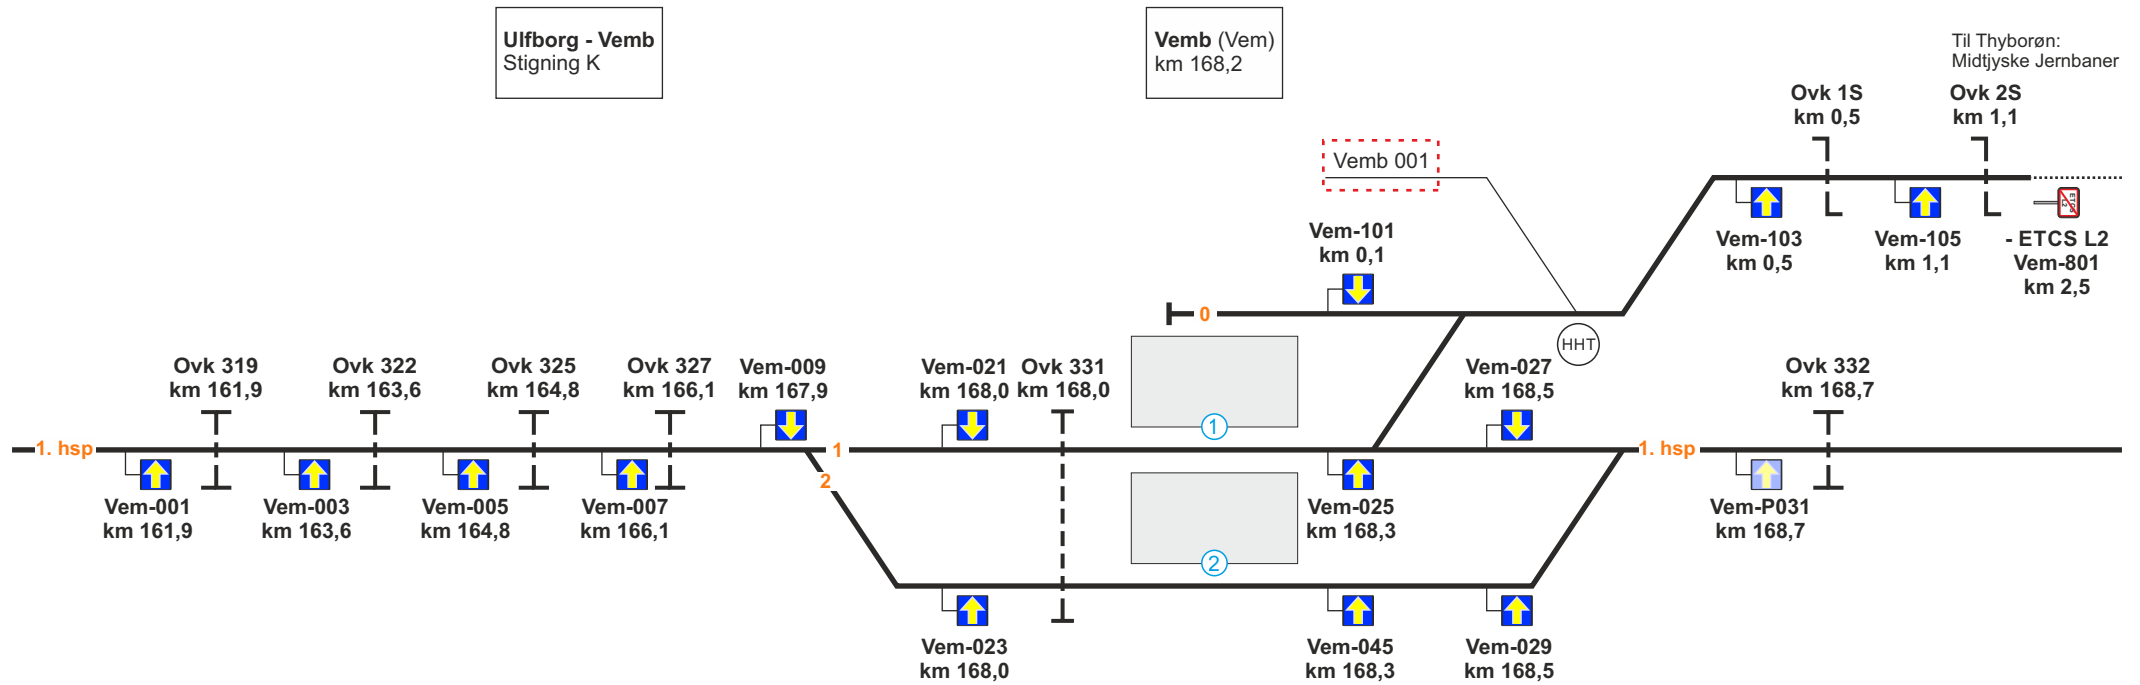 Ulfborg - Vemb
Stigning K
Vemb (Vem)
km 168,2
Til Thyborøn:
Midtjyske Jernbaner
Ovk 1S
km 0,5
Ovk 2S
km 1,1
Vemb 001
Vem-101
km 0,1
Vem-103
km 0,5
Vem-105
km 1,1
ETCS
L2
- ETCS L2
Vem-801
km 2,5
0
HHT
Ovk 319
km 161,9
Ovk 322
km 163,6
Ovk 325
km 164,8
Ovk 327
km 166,1
Vem-009
km 167,9
Vem-021
km 168,0
Ovk 331
km 168,0
Vem-027
km 168,5
Ovk 332
km 168,7
1
1. hsp
1
1. hsp
2
Vem-001
km 161,9
Vem-003
km 163,6
Vem-005
km 164,8
Vem-007
km 166,1
Vem-025
km 168,3
Vem-P031
km 168,7
2
Vem-023
km 168,0
Vem-045
km 168,3
Vem-029
km 168,5